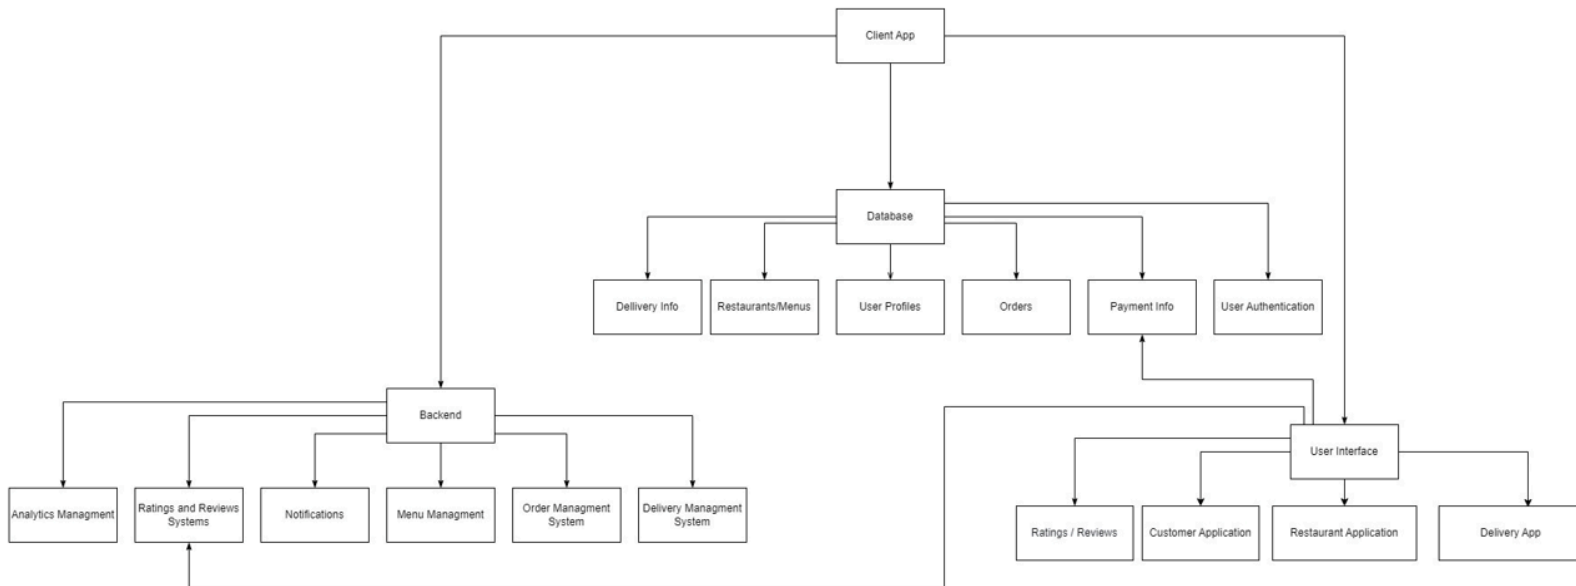 Client App
Database
Dellivery Info
Restaurants/Menus
User Profiles
Orders
Payment Info
User Authentication
Backend
User Interface
Analytics Managment
Ratings and Reviews
Systems
Notifications
Menu Managment
Order Managment
System
Delivery Managment
System
Ratings / Reviews
Customer Application
Restaurant Application
Delivery App